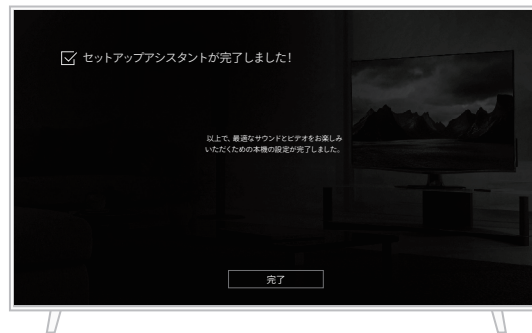 セットアップアシスタントが完了しました!
以上で、最適なサウンドとビデオをお楽しみ
いただくための本機の設定が完了しました。
完了